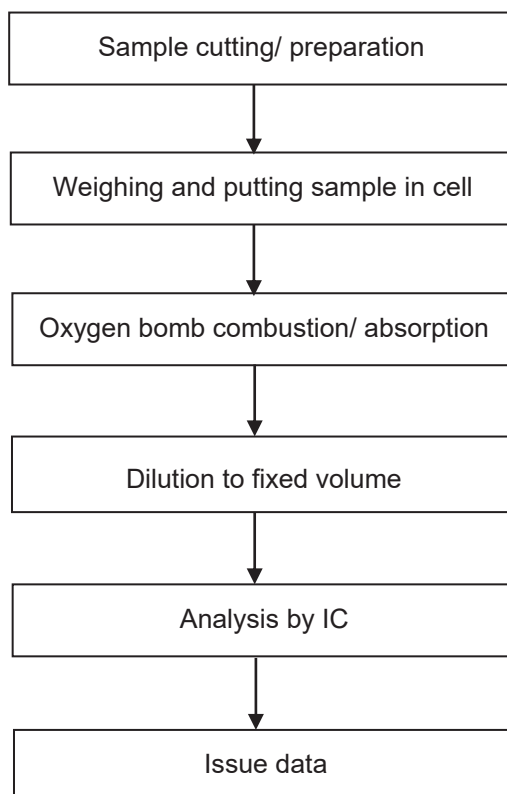 Sample cutting/ preparation
Weighing and putting sample in cell
Oxygen bomb combustion/ absorption
Dilution to fixed volume
Analysis by IC
Issue data